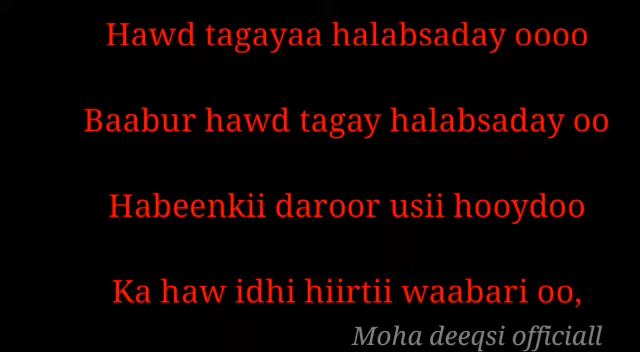 Hawd tagayaa halabsaday oooo
Baabur hawd tagay halabsaday oo
Habeenkii daroor usii hooydoo
Ka haw idhi hiirtii waabari oo,
Moha deeqsi officiall